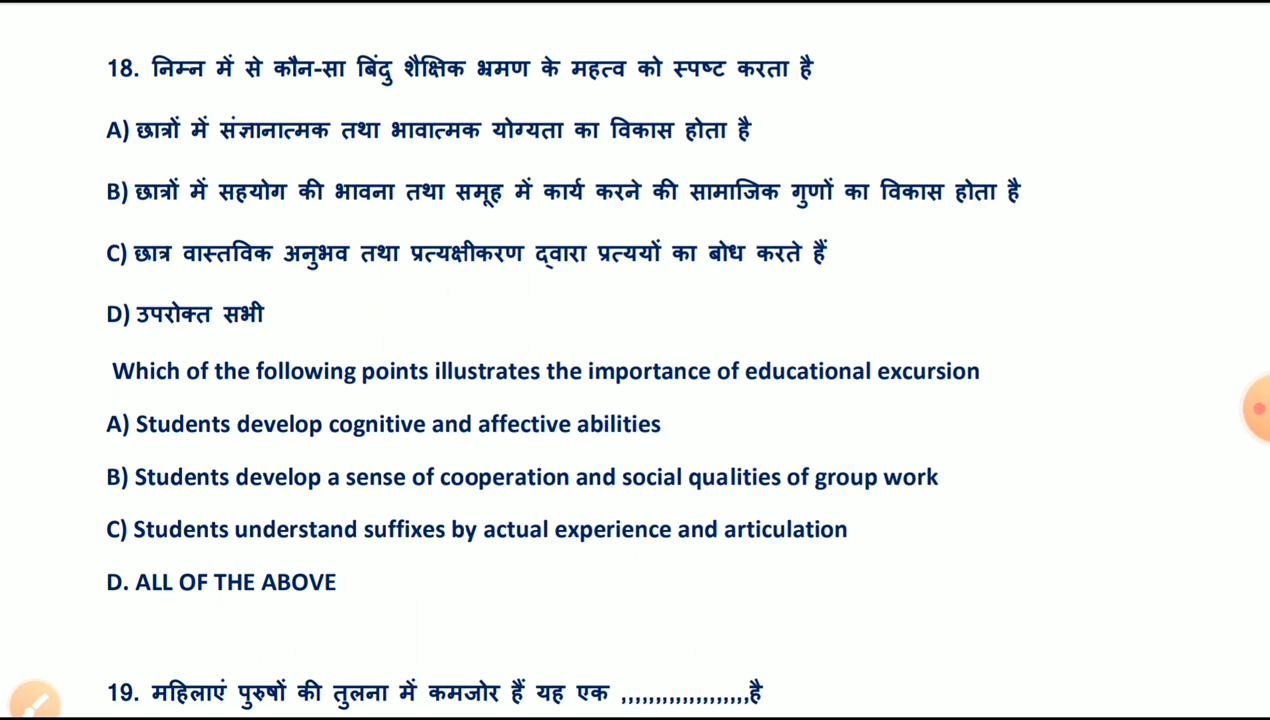 18. निम्न में से कौन-सा बिंदु शैक्षिक भ्रमण के महत्व को स्पष्ट करता है
A) छात्रों में संज्ञानात्मक तथा भावात्मक योग्यता का विकास होता है
B) छात्रों में सहयोग की भावना तथा समूह में कार्य करने की सामाजिक गुणों का विकास होता है
C) छात्र वास्तविक अनुभव तथा प्रत्यक्षीकरण द्वारा प्रत्ययों का बोध करते हैं
D) उपरोक्त सभी
Which of the following points illustrates the importance of educational excursion
A) Students develop cognitive and affective abilities
B) Students develop a sense of cooperation and social qualities of group work
C) Students understand suffixes by actual experience and articulation
D. ALL OF THE ABOVE
19. महिलाएं पुरुषों की तुलना में कमजोर हैं यह एक ,,,,,,,,,,,,,,,,,,,है